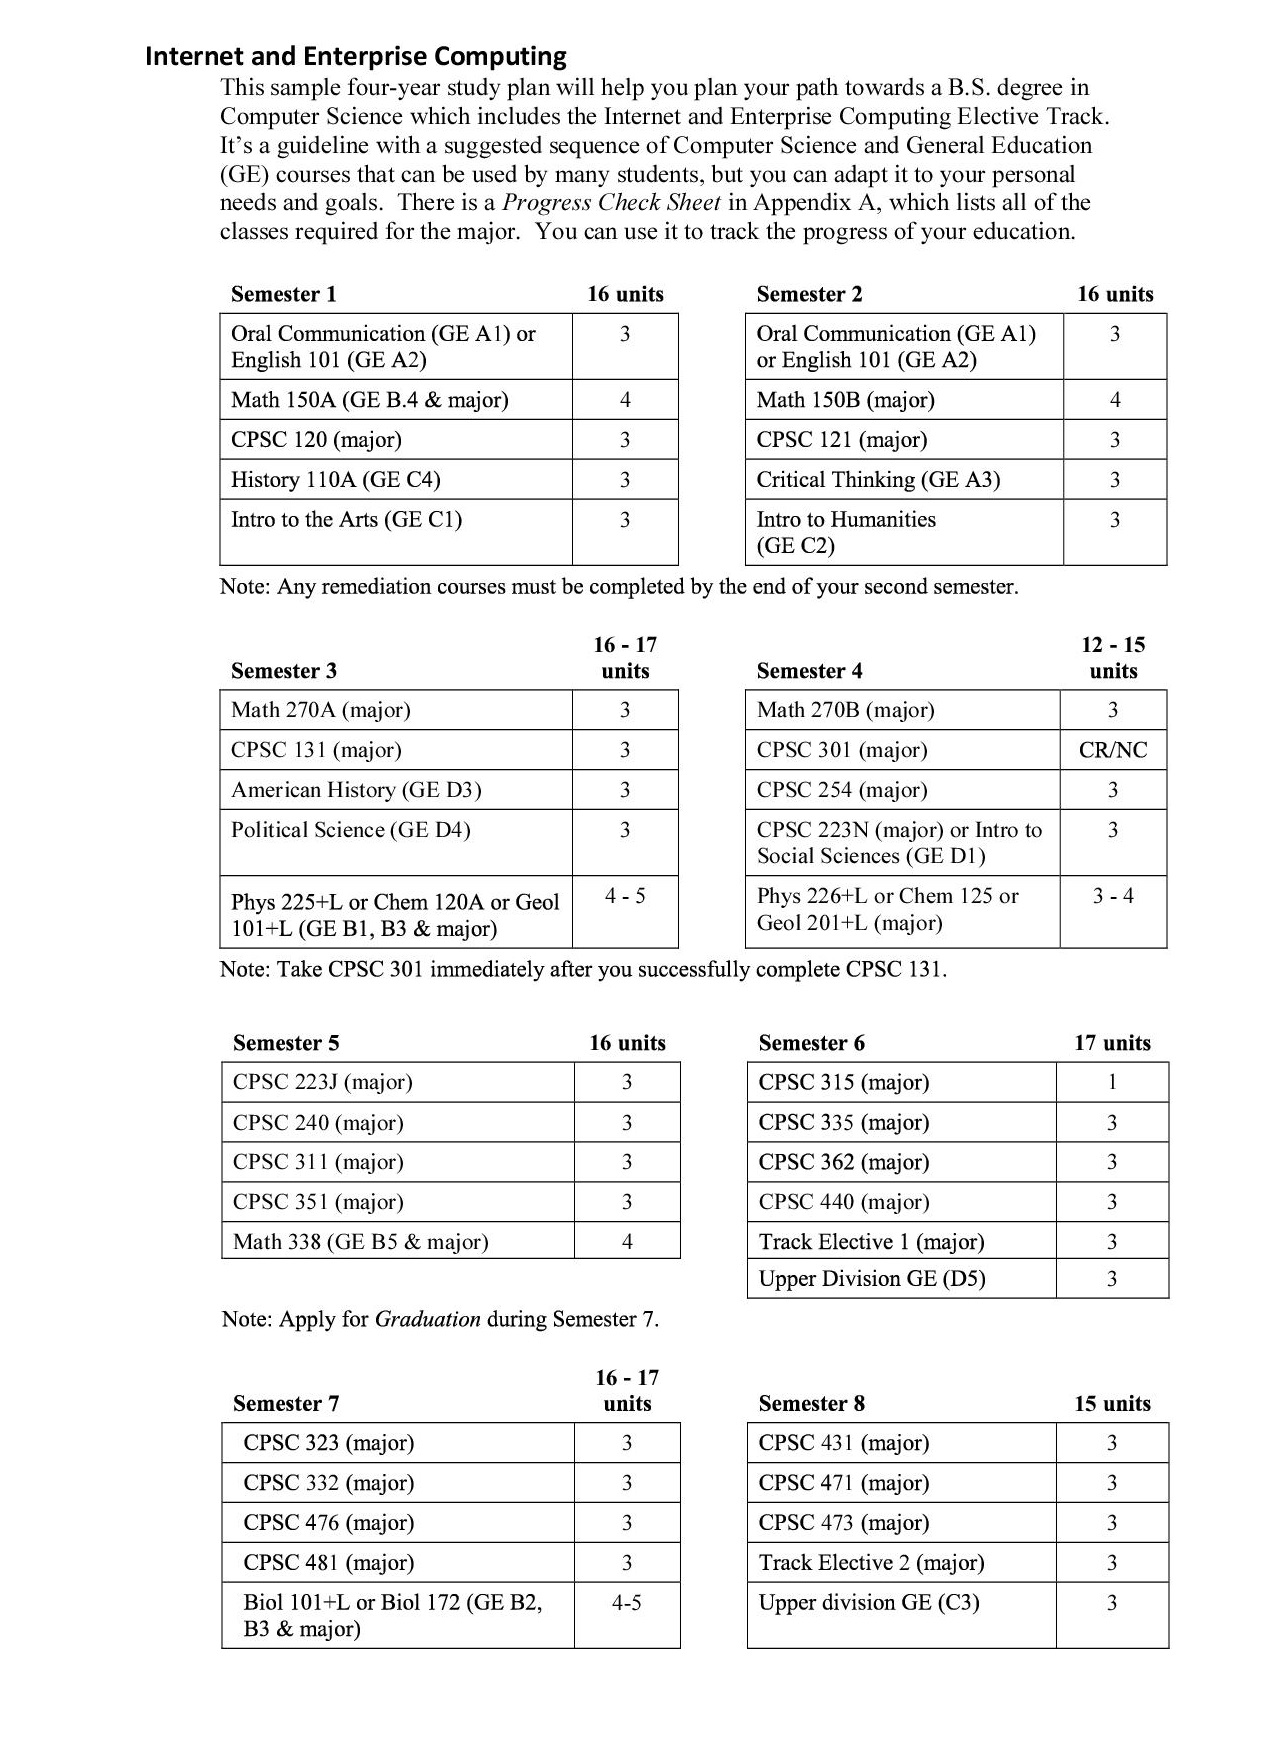 Internet and Enterprise Computing
This sample four-year study plan will help you plan your path towards a B.S. degree in
Computer Science which includes the Internet and Enterprise Computing Elective Track.
It's a guideline with a suggested sequence of Computer Science and General Education
(GE) courses that can be used by many students, but you can adapt it to your personal
needs and goals.  There is a Progress Check Sheet in Appendix A, which lists all of the
classes required for the major.  You can use it to track the progress of your education.
Semester 1 16 units
Oral Communication (GE A1) or 3
English 101 (GE A2)
Math 150A (GE B.4 & major) 4
CPSC 120 (major) 3
History 110A (GE C4) 3
Intro to the Arts (GE C1) 3
Semester 2 16 units
Oral Communication (GE A1) 3
or English 101 (GE A2)
Math 150B (major) 4
CPSC 121 (major) 3
Critical Thinking (GE A3) 3
Intro to Humanities 3
(GE C2)
Note: Any remediation courses must be completed by the end of your second semester.
16 - 17
Semester 3 units
Math 270A (major) 3
CPSC 131 (major) 3
American History (GE D3) 3
Political Science (GE D4) 3
Phys 225+L or Chem 120A or Geol 4 - 5
101+L (GE B1, B3 & major)
12 - 15
Semester 4 units
Math 270B (major) 3
CPSC 301 (major) CR/NC
CPSC 254 (major) 3
CPSC 223N (major) or Intro to 3
Social Sciences (GE D1)
Phys 226+L or Chem 125 or 3 - 4
Geol 201+L (major)
Note: Take CPSC 301 immediately after you successfully complete CPSC 131.
Semester 5 16 units
CPSC 223J (major) 3
CPSC 240 (major) 3
CPSC 311 (major) 3
CPSC 351 (major) 3
Math 338 (GE B5 & major) 4
Semester 6 17 units
CPSC 315 (major) 1
CPSC 335 (major) 3
CPSC 362 (major) 3
CPSC 440 (major) 3
Track Elective 1 (major) 3
Upper Division GE (D5) 3
Note: Apply for Graduation during Semester 7.
16 - 17
Semester 7 units
CPSC 323 (major) 3
CPSC 332 (major) 3
CPSC 476 (major) 3
CPSC 481 (major) 3
Biol 101+L or Biol 172 (GE B2, 4-5
B3 & major)
Semester 8 15 units
CPSC 431 (major) 3
CPSC 471 (major) 3
CPSC 473 (major) 3
Track Elective 2 (major) 3
Upper division GE (C3) 3